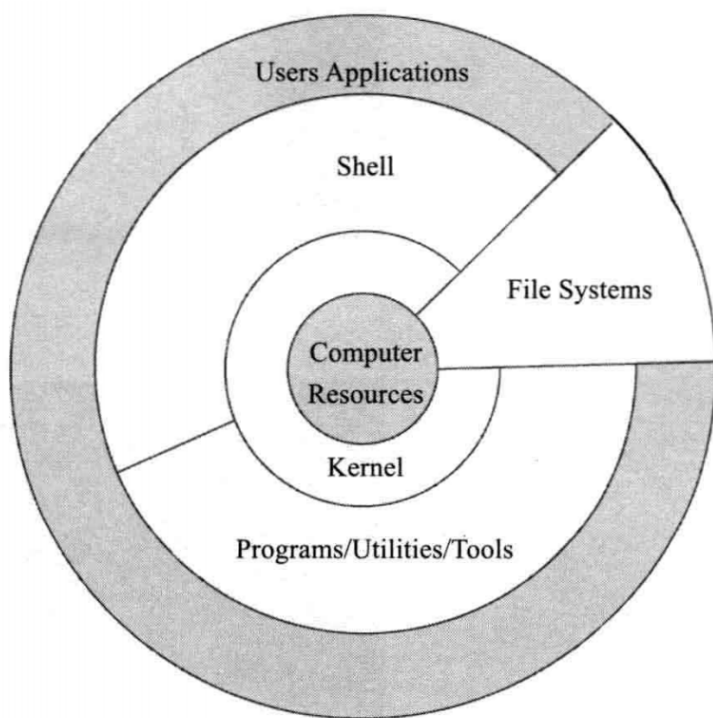 Users Applications
Shell
File Systems
Computer
Resources
Kernel
Programs/Utilities/Tools